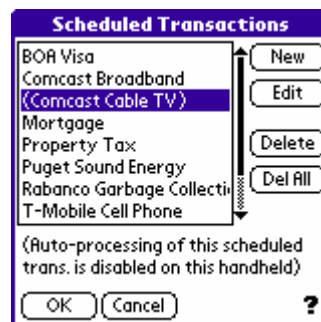 Scheduled Transactions
BOA Visa
Comcast Broadband
(Comcast Cable TV)
Mortgage
Property Tax
Puget Sound Energy
Rabanco Garbage Collecti
T-Mobile Cell Phone
New
Edit
Delete
Del All
(Auto-processing of this scheduled
trans. is disabled on this handheld)
OK Cancel ?